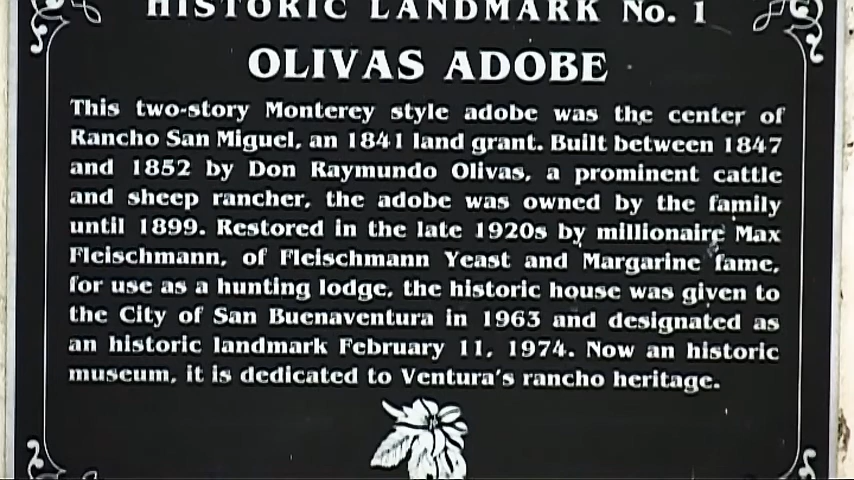 HISTORIC LANDMARK No. 1
OLIVAS ADOBE
This two-story Monterey style adobe was the center of
Rancho San Miguel, an 1841 land grant. Built between 1847
and 1852 by Don Raymundo Olivas, a prominent cattle
and sheep rancher, the adobe was owned by the family
until 1899. Restored in the late 1920s by millionaire Max
Fleischmann, of Fleischmann Yeast and Margarine fame,
for use as a hunting lodge, the historic house was given to
the City of San Buenaventura in 1963 and designated as
an historic landmark February 11, 1974. Now an historic
museum, it is dedicated to Ventura's rancho heritage.